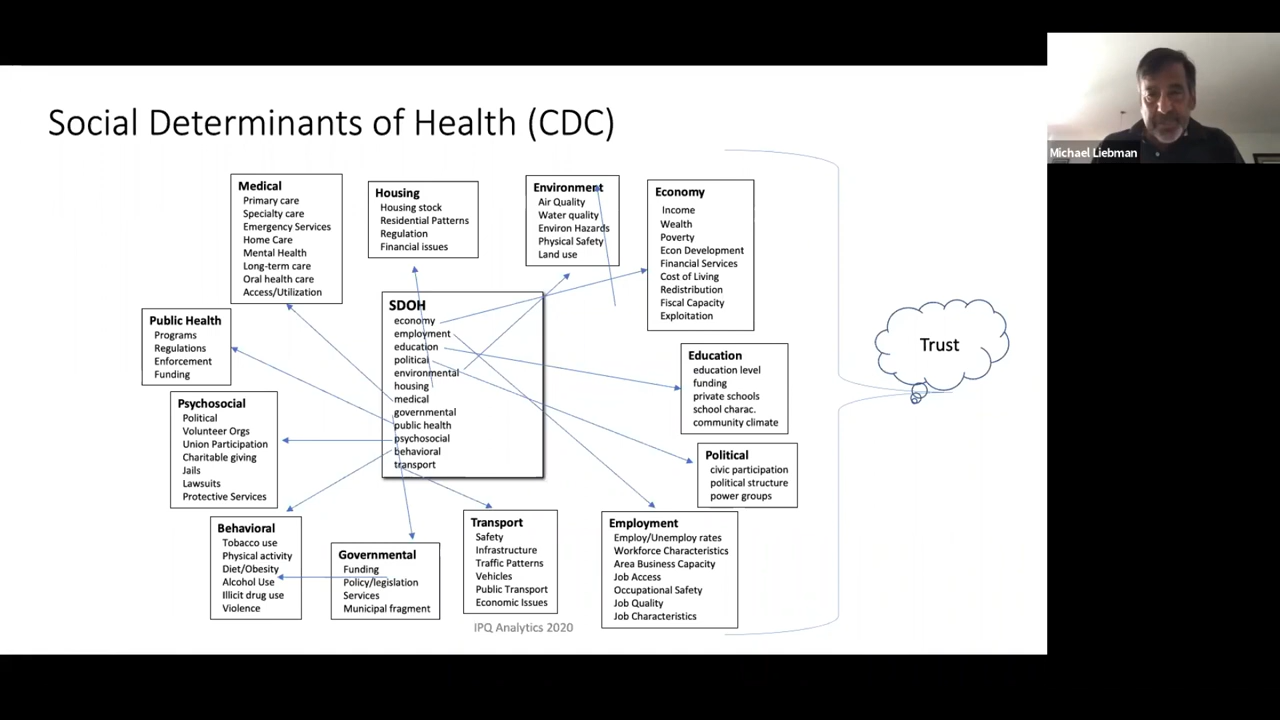 Social Determinants of Health (CDC)
Michael Liebman
Medical
Primary care
Specialty care
Emergency Services
Home Care
Mental Health
Long-term care
Oral health care
Access/Utilization
Housing
Housing stock
Residential Patterns
Regulation
Financial issues
Environment
Air Quality
Water quality
Environ Hazards
Physical Safety
Land use
Economy
Income
Wealth
Poverty
Econ Development
Financial Services
Cost of Living
Redistribution
Fiscal Capacity
Exploitation
Public Health
Programs
Regulations
Enforcement
Funding
SDOH
economy
employment
education
political
environmental
housing
medical
governmental
public health
psychosocial
behavioral
transport
Education
education level
funding
private schools
school charac.
community climate
Trust
Psychosocial
Political
Volunteer Orgs
Union Participation
Charitable giving
Jails
Lawsuits
Protective Services
Political
civic participation
political structure
power groups
Behavioral
Tobacco use
Physical activity
Diet/Obesity
Alcohol Use
Illicit drug use
Violence
Governmental
Funding
Policy/legislation
Services
Municipal fragment
Transport
Safety
Infrastructure
Traffic Patterns
Vehicles
Public Transport
Economic Issues
Employment
Employ/Unemploy rates
Workforce Characteristics
Area Business Capacity
Job Access
Occupational Safety
Job Quality
Job Characteristics
IPQ Analytics 2020